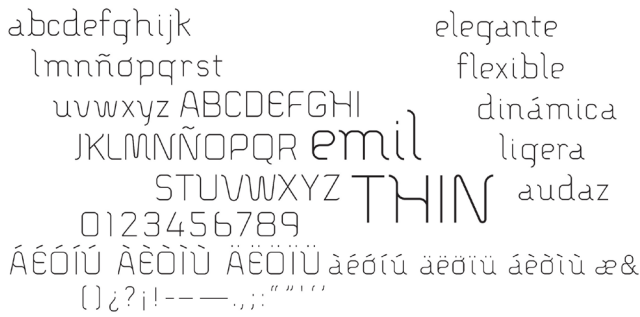 abcdefghijk
elegante
lmnñopqrst
flexible
uvwxyz ABCDEFGHI
dinámica
JKLMNÑOPQR emil
ligera
STUVWXYZ THIN
audaz
0123456789
ÁÉÓÍÚ ÀÈÒÌÙ ÄËÖÏÜ àéóíú äëöïü áèòìù æ&
()¿?¡!-–—.,;:“”‘’